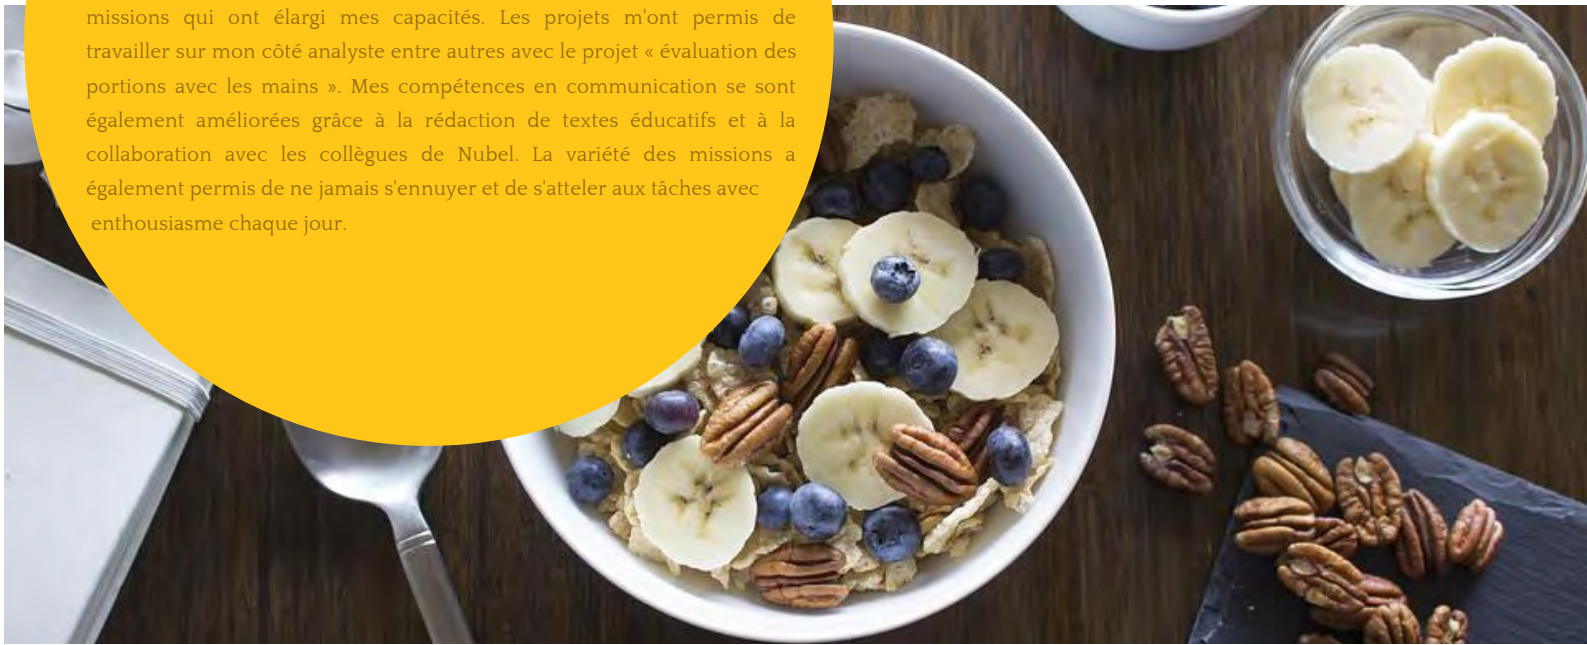 missions qui ont élargi mes capacités. Les projets m'ont permis de
travailler sur mon côté analyste entre autres avec le projet « évaluation des
portions avec les mains ». Mes compétences en communication se sont
également améliorées grâce à la rédaction de textes éducatifs et à la
collaboration avec les collègues de Nubel. La variété des missions a
également permis de ne jamais s'ennuyer et de s'atteler aux tâches avec
enthousiasme chaque jour.